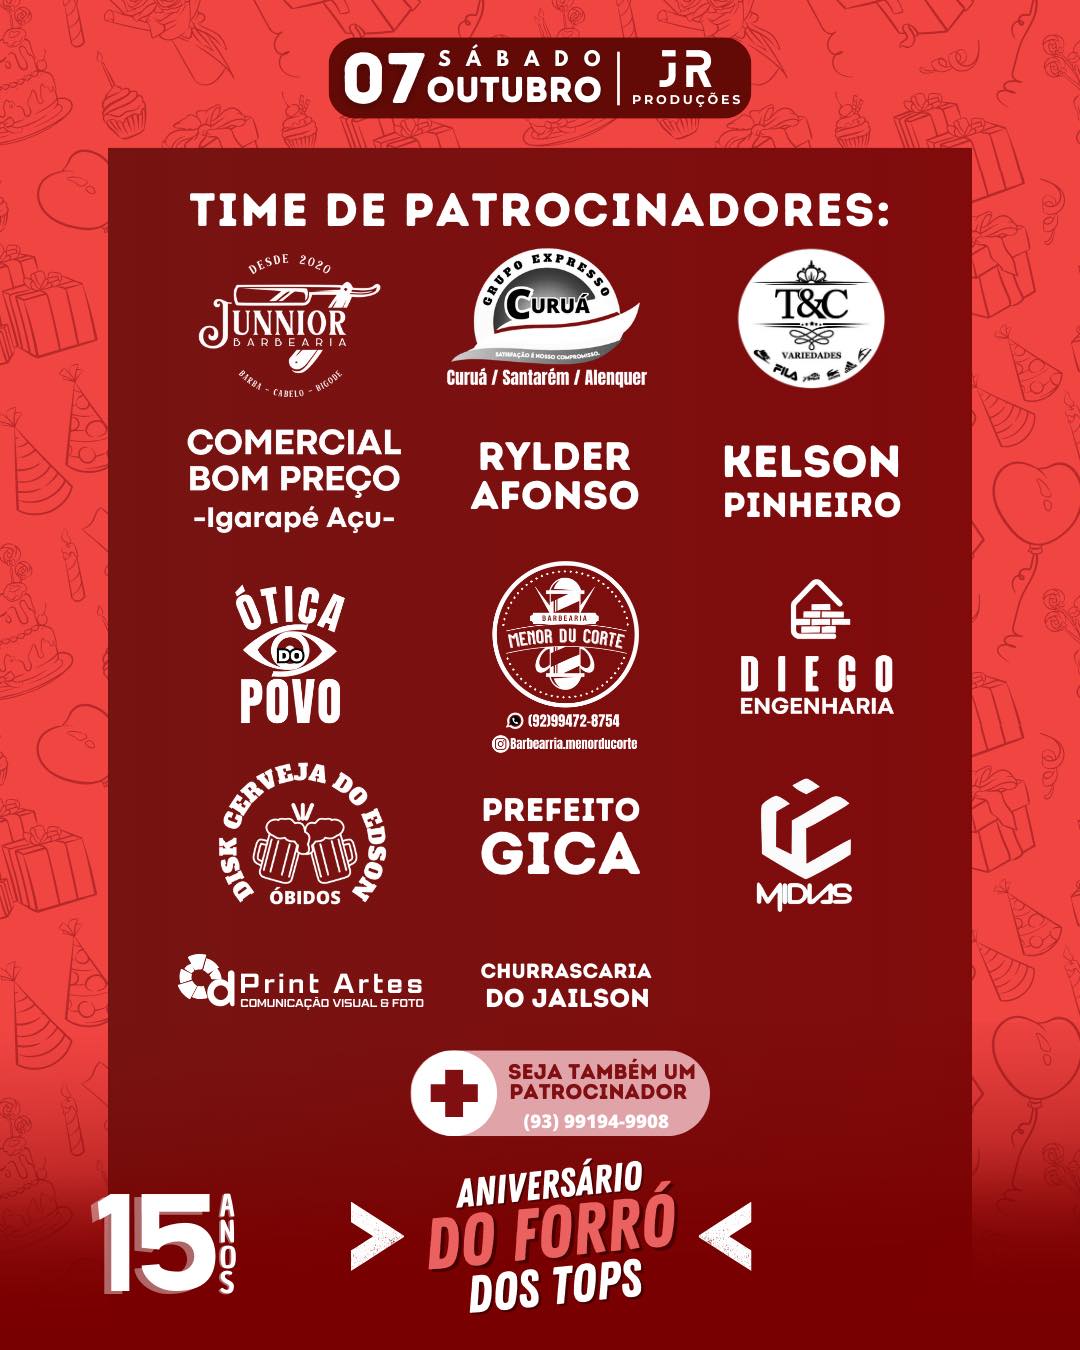 07
SÁBADO
OUTUBRO
JR
PRODUÇÕES
TIME DE PATROCINADORES:
DESDE 2020
JUNNIOR
BARBEARIA
BARBA - CABELO - BIGODE
GRUPO EXPRESSO
CURUÁ
SATISFAÇÃO É NOSSO COMPROMISSO.
Curuá / Santarém / Alenquer
T&C
VARIEDADES
FILA
COMERCIAL
BOM PREÇO
-Igarapé Açu-
RYLDER
AFONSO
KELSON
PINHEIRO
ÓTICA
DO
POVO
BARBEARIA
MENOR DU CORTE
(92)99472-8754
Barbearria.menorducorte
DIEGO
ENGENHARIA
DISK CERVEJA DO EDSON
ÓBIDOS
PREFEITO
GICA
MIDIAS
d Print Artes
COMUNICAÇÃO VISUAL & FOTO
CHURRASCARIA
DO JAILSON
SEJA TAMBÉM UM
PATROCINADOR
(93) 99194-9908
15 ANOS
ANIVERSÁRIO
DO FORRÓ
DOS TOPS